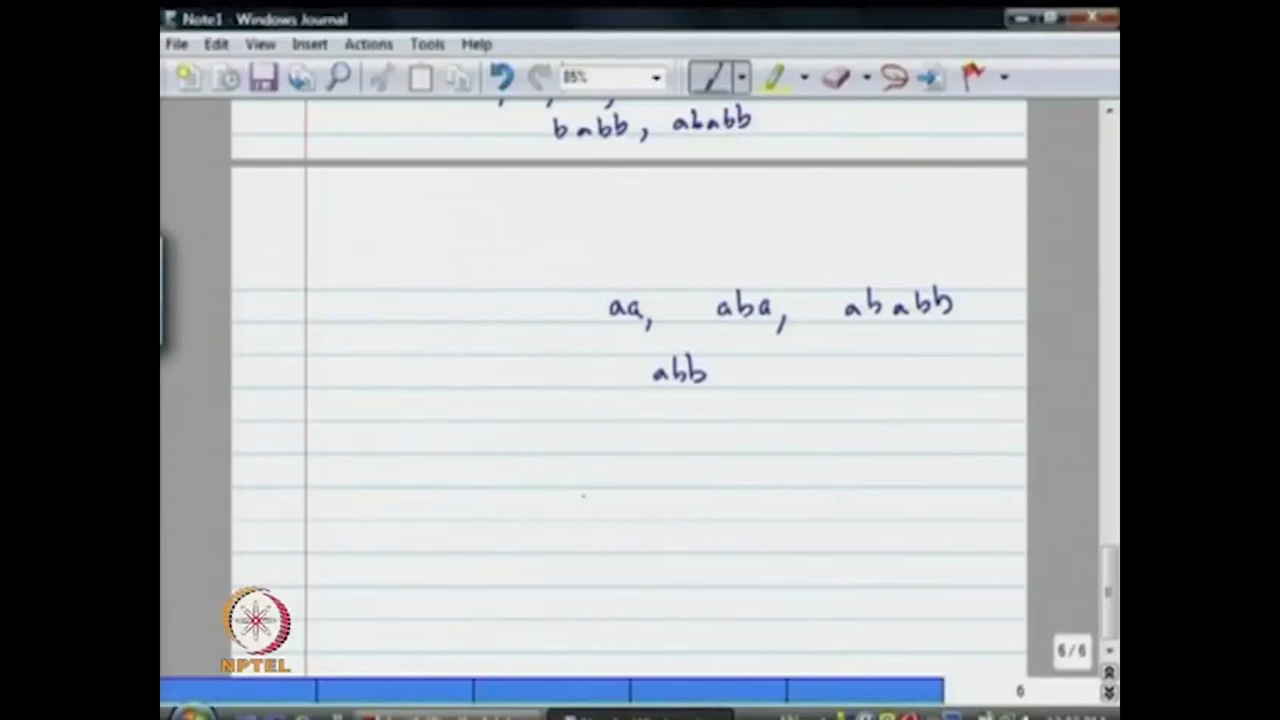 Note1 - Windows Journal
File Edit View Insert Actions Tools Help
85%
babb, ababb
aa, aba, ababb
abb
6/6
NPTEL
6